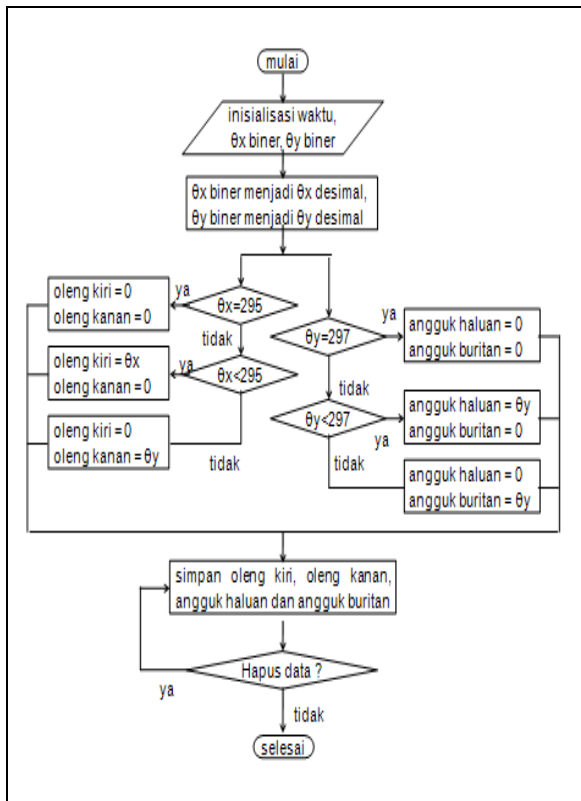 mulai
inisialisasi waktu,
θx biner, θy biner
θx biner menjadi θx desimal,
θy biner menjadi θy desimal
θx=295
ya
oleng kiri = 0
oleng kanan = 0
tidak
θx<295
ya
oleng kiri = θx
oleng kanan = 0
tidak
oleng kiri = 0
oleng kanan = θy
θy=297
ya
angguk haluan = 0
angguk buritan = 0
tidak
θy<297
ya
angguk haluan = θy
angguk buritan = 0
tidak
angguk haluan = 0
angguk buritan = θy
simpan oleng kiri, oleng kanan,
angguk haluan dan angguk buritan
Hapus data ?
ya
tidak
selesai